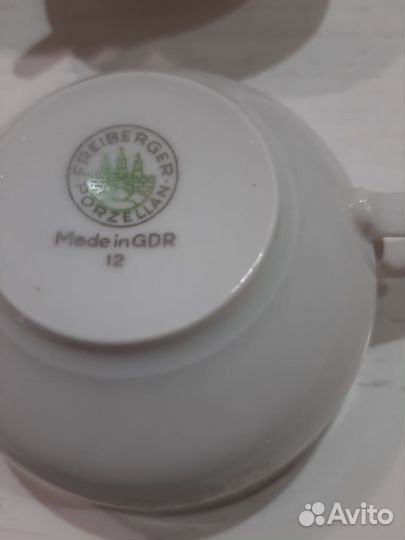 FREIBERGER
PORZELLAN
Made in GDR
12
Avito